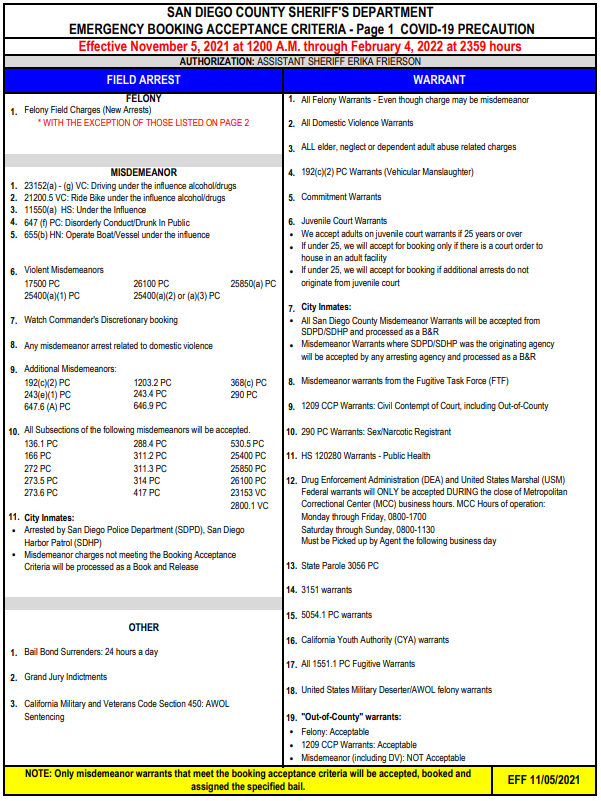 SAN DIEGO COUNTY SHERIFF'S DEPARTMENT
EMERGENCY BOOKING ACCEPTANCE CRITERIA - Page 1 COVID-19 PRECAUTION
Effective November 5, 2021 at 1200 A.M. through February 4, 2022 at 2359 hours
AUTHORIZATION: ASSISTANT SHERIFF ERIKA FRIERSON
FIELD ARREST
FELONY
1. Felony Field Charges (New Arrests)
* WITH THE EXCEPTION OF THOSE LISTED ON PAGE 2
MISDEMEANOR
1. 23152(a) - (g) VC: Driving under the influence alcohol/drugs
2. 21200.5 VC: Ride Bike under the influence alcohol/drugs
3. 11550(a) HS: Under the Influence
4. 647 (f) PC: Disorderly Conduct/Drunk In Public
5. 655(b) HN: Operate Boat/Vessel under the influence
6. Violent Misdemeanors
17500 PC 26100 PC 25850(a) PC
25400(a)(1) PC 25400(a)(2) or (a)(3) PC
7. Watch Commander's Discretionary booking
8. Any misdemeanor arrest related to domestic violence
9. Additional Misdemeanors:
192(c)(2) PC 1203.2 PC 368(c) PC
243(e)(1) PC 243.4 PC 290 PC
647.6 (A) PC 646.9 PC
10. All Subsections of the following misdemeanors will be accepted.
136.1 PC 288.4 PC 530.5 PC
166 PC 311.2 PC 25400 PC
272 PC 311.3 PC 25850 PC
273.5 PC 314 PC 26100 PC
273.6 PC 417 PC 23153 VC
2800.1 VC
11. City Inmates:
• Arrested by San Diego Police Department (SDPD), San Diego
Harbor Patrol (SDHP)
• Misdemeanor charges not meeting the Booking Acceptance
Criteria will be processed as a Book and Release
OTHER
1. Bail Bond Surrenders: 24 hours a day
2. Grand Jury Indictments
3. California Military and Veterans Code Section 450: AWOL
Sentencing
WARRANT
1. All Felony Warrants - Even though charge may be misdemeanor
2. All Domestic Violence Warrants
3. ALL elder, neglect or dependent adult abuse related charges
4. 192(c)(2) PC Warrants (Vehicular Manslaughter)
5. Commitment Warrants
6. Juvenile Court Warrants
• We accept adults on juvenile court warrants if 25 years or over
• If under 25, we will accept for booking only if there is a court order to
house in an adult facility
• If under 25, we will accept for booking if additional arrests do not
originate from juvenile court
7. City Inmates:
• All San Diego County Misdemeanor Warrants will be accepted from
SDPD/SDHP and processed as a B&R
• Misdemeanor Warrants where SDPD/SDHP was the originating agency
will be accepted by any arresting agency and processed as a B&R
8. Misdemeanor warrants from the Fugitive Task Force (FTF)
9. 1209 CCP Warrants: Civil Contempt of Court, including Out-of-County
10. 290 PC Warrants: Sex/Narcotic Registrant
11. HS 120280 Warrants - Public Health
12. Drug Enforcement Administration (DEA) and United States Marshal (USM)
Federal warrants will ONLY be accepted DURING the close of Metropolitan
Correctional Center (MCC) business hours. MCC Hours of operation:
Monday through Friday, 0800-1700
Saturday through Sunday, 0800-1130
Must be Picked up by Agent the following business day
13. State Parole 3056 PC
14. 3151 warrants
15. 5054.1 PC warrants
16. California Youth Authority (CYA) warrants
17. All 1551.1 PC Fugitive Warrants
18. United States Military Deserter/AWOL felony warrants
19. "Out-of-County" warrants:
• Felony: Acceptable
• 1209 CCP Warrants: Acceptable
• Misdemeanor (including DV): NOT Acceptable
NOTE: Only misdemeanor warrants that meet the booking acceptance criteria will be accepted, booked and
assigned the specified bail.
EFF 11/05/2021